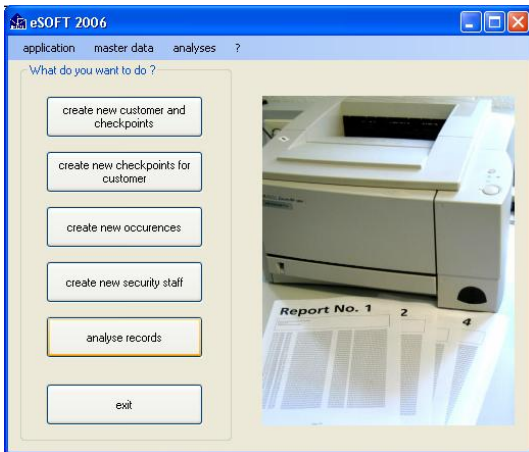 eSOFT 2006
application master data analyses ?
What do you want to do ?
create new customer and
checkpoints
create new checkpoints for
customer
create new occurences
create new security staff
analyse records
exit
Report No. 1
2
4